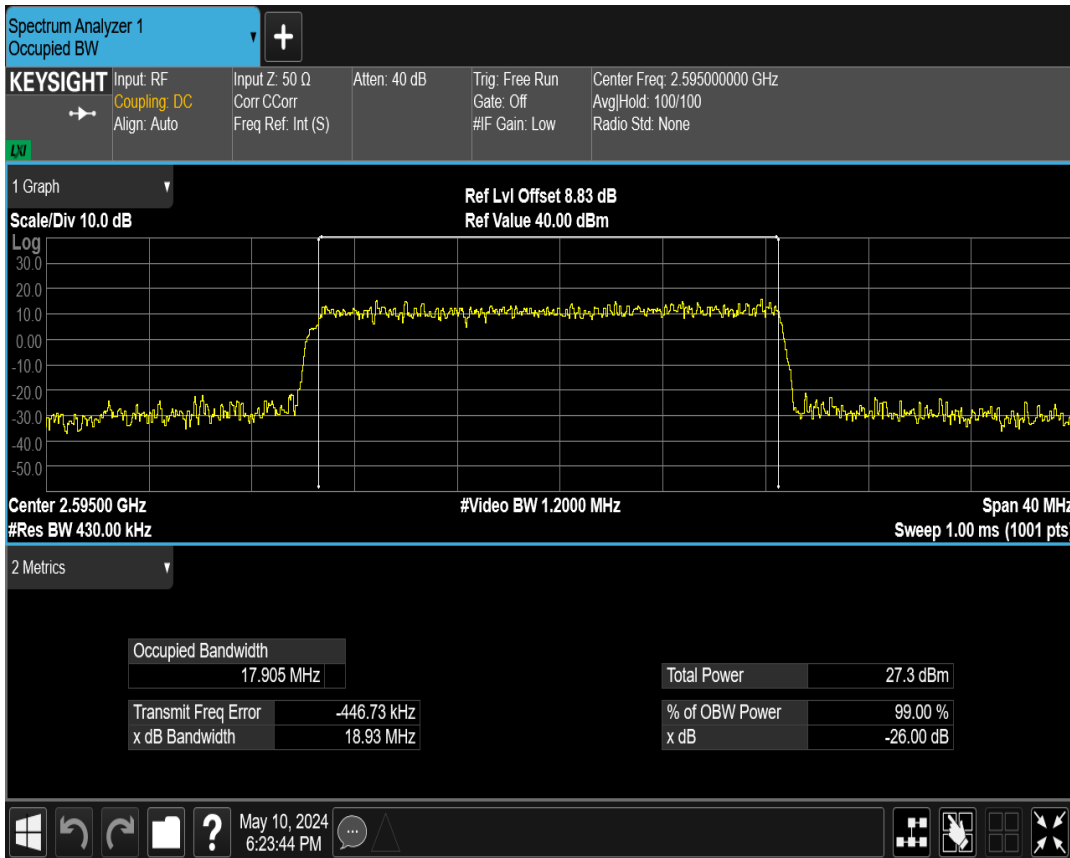 Spectrum Analyzer 1
Occupied BW
+
KEYSIGHT
LXI
Input: RF
Coupling: DC
Align: Auto
Input Z: 50 Ω
Corr CCorr
Freq Ref: Int (S)
Atten: 40 dB
Trig: Free Run
Gate: Off
#IF Gain: Low
Center Freq: 2.595000000 GHz
Avg|Hold: 100/100
Radio Std: None
1 Graph
Scale/Div 10.0 dB
Ref Lvl Offset 8.83 dB
Ref Value 40.00 dBm
Log
30.0
20.0
10.0
0.00
-10.0
-20.0
-30.0
-40.0
-50.0
Center 2.59500 GHz
#Video BW 1.2000 MHz
Span 40 MHz
#Res BW 430.00 kHz
Sweep 1.00 ms (1001 pts)
2 Metrics
Occupied Bandwidth
17.905 MHz
Transmit Freq Error -446.73 kHz
x dB Bandwidth 18.93 MHz
Total Power 27.3 dBm
% of OBW Power 99.00 %
x dB -26.00 dB
?
May 10, 2024
6:23:44 PM